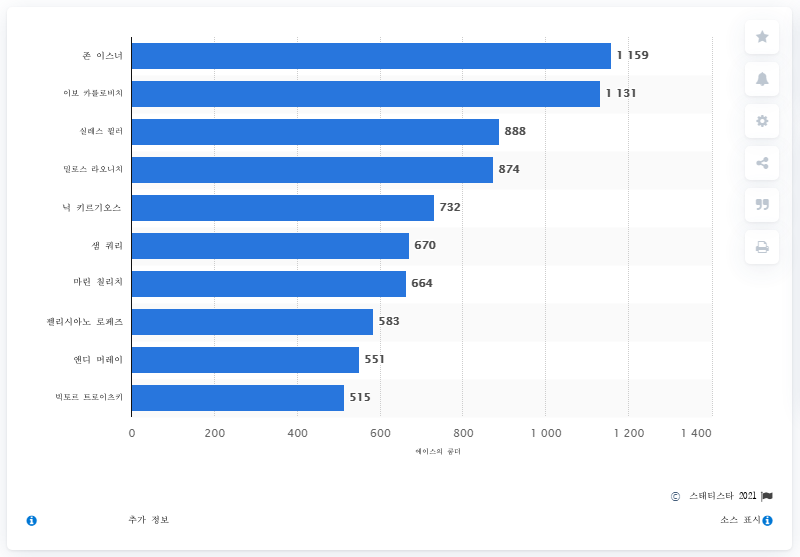 존 이스너 1 159
이보 카를로비치 1 131
질레스 뮐러 888
밀로스 라오니치 874
닉 키르기오스 732
샘 쿼리 670
마린 칠리치 664
펠리시아노 로페즈 583
앤디 머레이 551
빅토르 트로이츠키 515
0 200 400 600 800 1 000 1 200 1 400
에이스의 뭉터
© 스태티스타 2021
추가 정보
소스 표시